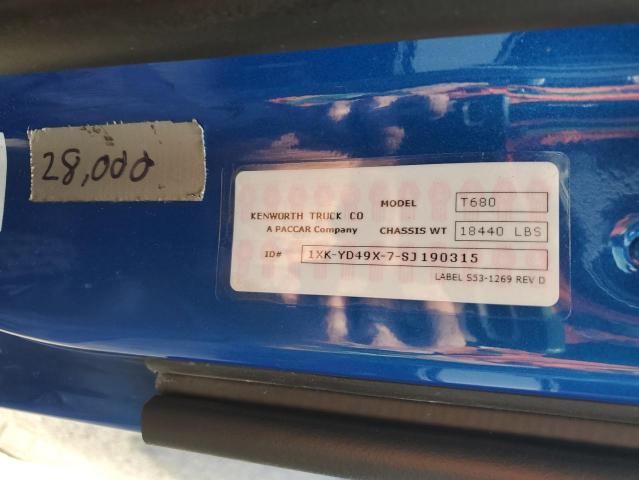 28,000
KENWORTH TRUCK CO
A PACCAR Company
MODEL T680
CHASSIS WT 18440 LBS
ID# 1XK-YD49X-7-SJ190315
LABEL S53-1269 REV D